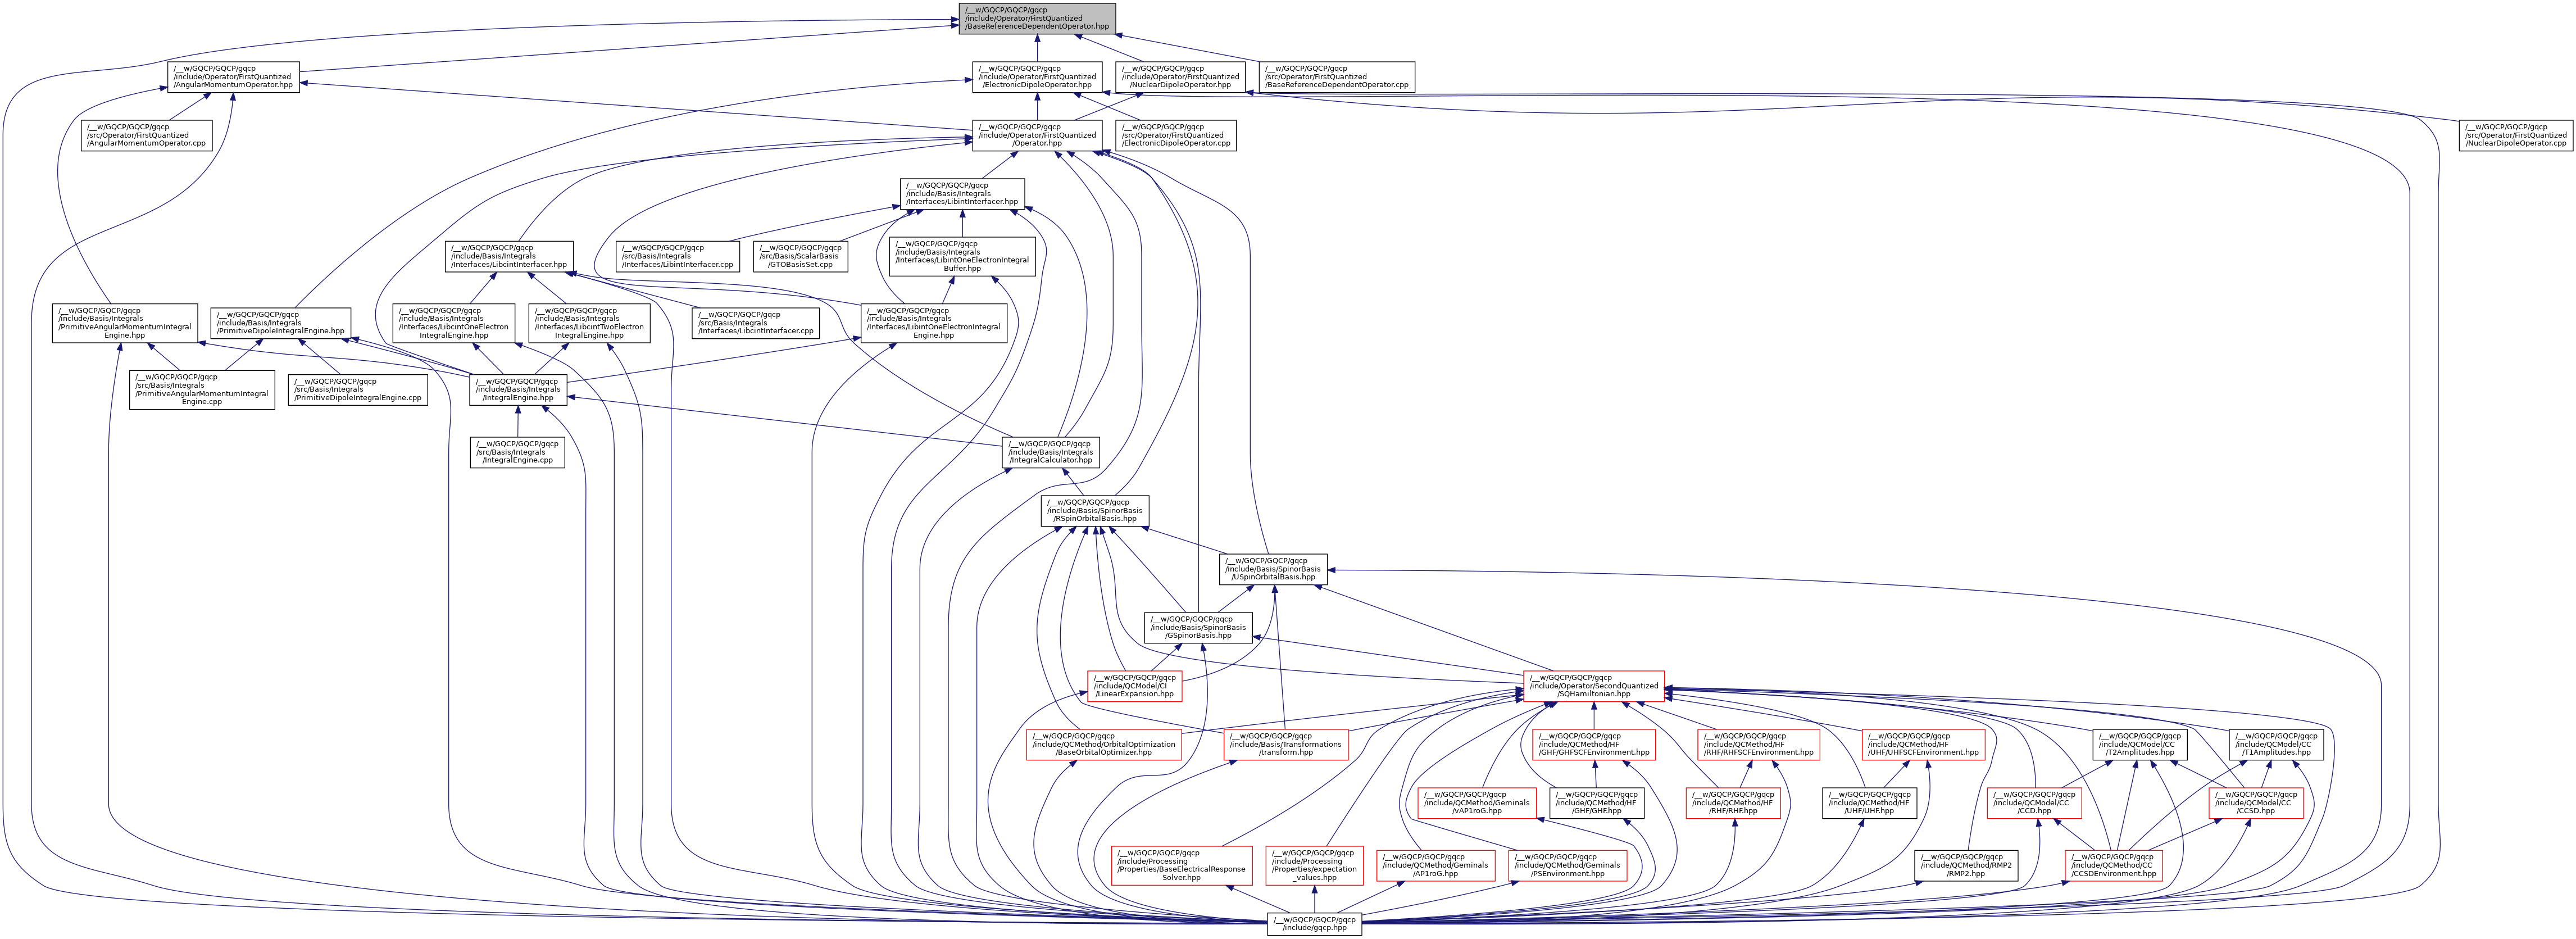 /__w/GQCP/GQCP/gqcp
/include/Operator/FirstQuantized
/BaseReferenceDependentOperator.hpp
/__w/GQCP/GQCP/gqcp
/include/Operator/FirstQuantized
/AngularMomentumOperator.hpp
/__w/GQCP/GQCP/gqcp
/include/Operator/FirstQuantized
/ElectronicDipoleOperator.hpp
/__w/GQCP/GQCP/gqcp
/include/Operator/FirstQuantized
/NuclearDipoleOperator.hpp
/__w/GQCP/GQCP/gqcp
/src/Operator/FirstQuantized
/BaseReferenceDependentOperator.cpp
/__w/GQCP/GQCP/gqcp
/src/Operator/FirstQuantized
/AngularMomentumOperator.cpp
/__w/GQCP/GQCP/gqcp
/include/Operator/FirstQuantized
/Operator.hpp
/__w/GQCP/GQCP/gqcp
/src/Operator/FirstQuantized
/ElectronicDipoleOperator.cpp
/__w/GQCP/GQCP/gqcp
/src/Operator/FirstQuantized
/NuclearDipoleOperator.cpp
/__w/GQCP/GQCP/gqcp
/include/Basis/Integrals
/Interfaces/LibintInterfacer.hpp
/__w/GQCP/GQCP/gqcp
/include/Basis/Integrals
/Interfaces/LibcintInterfacer.hpp
/__w/GQCP/GQCP/gqcp
/src/Basis/Integrals
/Interfaces/LibintInterfacer.cpp
/__w/GQCP/GQCP/gqcp
/src/Basis/ScalarBasis
/GTOBasisSet.cpp
/__w/GQCP/GQCP/gqcp
/include/Basis/Integrals
/Interfaces/LibintOneElectronIntegral
Buffer.hpp
/__w/GQCP/GQCP/gqcp
/include/Basis/Integrals
/PrimitiveAngularMomentumIntegral
Engine.hpp
/__w/GQCP/GQCP/gqcp
/include/Basis/Integrals
/PrimitiveDipoleIntegralEngine.hpp
/__w/GQCP/GQCP/gqcp
/include/Basis/Integrals
/Interfaces/LibcintOneElectron
IntegralEngine.hpp
/__w/GQCP/GQCP/gqcp
/include/Basis/Integrals
/Interfaces/LibcintTwoElectron
IntegralEngine.hpp
/__w/GQCP/GQCP/gqcp
/src/Basis/Integrals
/Interfaces/LibcintInterfacer.cpp
/__w/GQCP/GQCP/gqcp
/include/Basis/Integrals
/Interfaces/LibintOneElectronIntegral
Engine.hpp
/__w/GQCP/GQCP/gqcp
/src/Basis/Integrals
/PrimitiveAngularMomentumIntegral
Engine.cpp
/__w/GQCP/GQCP/gqcp
/src/Basis/Integrals
/PrimitiveDipoleIntegralEngine.cpp
/__w/GQCP/GQCP/gqcp
/include/Basis/Integrals
/IntegralEngine.hpp
/__w/GQCP/GQCP/gqcp
/src/Basis/Integrals
/IntegralEngine.cpp
/__w/GQCP/GQCP/gqcp
/include/Basis/Integrals
/IntegralCalculator.hpp
/__w/GQCP/GQCP/gqcp
/include/Basis/SpinorBasis
/RSpinOrbitalBasis.hpp
/__w/GQCP/GQCP/gqcp
/include/Basis/SpinorBasis
/USpinOrbitalBasis.hpp
/__w/GQCP/GQCP/gqcp
/include/Basis/SpinorBasis
/GSpinorBasis.hpp
/__w/GQCP/GQCP/gqcp
/include/QCModel/CI
/LinearExpansion.hpp
/__w/GQCP/GQCP/gqcp
/include/Operator/SecondQuantized
/SQHamiltonian.hpp
/__w/GQCP/GQCP/gqcp
/include/QCMethod/OrbitalOptimization
/BaseOrbitalOptimizer.hpp
/__w/GQCP/GQCP/gqcp
/include/Basis/Transformations
/transform.hpp
/__w/GQCP/GQCP/gqcp
/include/QCMethod/HF
/GHF/GHFSCFEnvironment.hpp
/__w/GQCP/GQCP/gqcp
/include/QCMethod/HF
/RHF/RHFSCFEnvironment.hpp
/__w/GQCP/GQCP/gqcp
/include/QCMethod/HF
/UHF/UHFSCFEnvironment.hpp
/__w/GQCP/GQCP/gqcp
/include/QCModel/CC
/T2Amplitudes.hpp
/__w/GQCP/GQCP/gqcp
/include/QCModel/CC
/T1Amplitudes.hpp
/__w/GQCP/GQCP/gqcp
/include/QCMethod/Geminals
/vAP1roG.hpp
/__w/GQCP/GQCP/gqcp
/include/QCMethod/HF
/GHF/GHF.hpp
/__w/GQCP/GQCP/gqcp
/include/QCMethod/HF
/RHF/RHF.hpp
/__w/GQCP/GQCP/gqcp
/include/QCMethod/HF
/UHF/UHF.hpp
/__w/GQCP/GQCP/gqcp
/include/QCModel/CC
/CCD.hpp
/__w/GQCP/GQCP/gqcp
/include/QCModel/CC
/CCSD.hpp
/__w/GQCP/GQCP/gqcp
/include/Processing
/Properties/BaseElectricalResponse
Solver.hpp
/__w/GQCP/GQCP/gqcp
/include/Processing
/Properties/expectation
_values.hpp
/__w/GQCP/GQCP/gqcp
/include/QCMethod/Geminals
/AP1roG.hpp
/__w/GQCP/GQCP/gqcp
/include/QCMethod/Geminals
/PSEnvironment.hpp
/__w/GQCP/GQCP/gqcp
/include/QCMethod/RMP2
/RMP2.hpp
/__w/GQCP/GQCP/gqcp
/include/QCMethod/CC
/CCSDEnvironment.hpp
/__w/GQCP/GQCP/gqcp
/include/gqcp.hpp